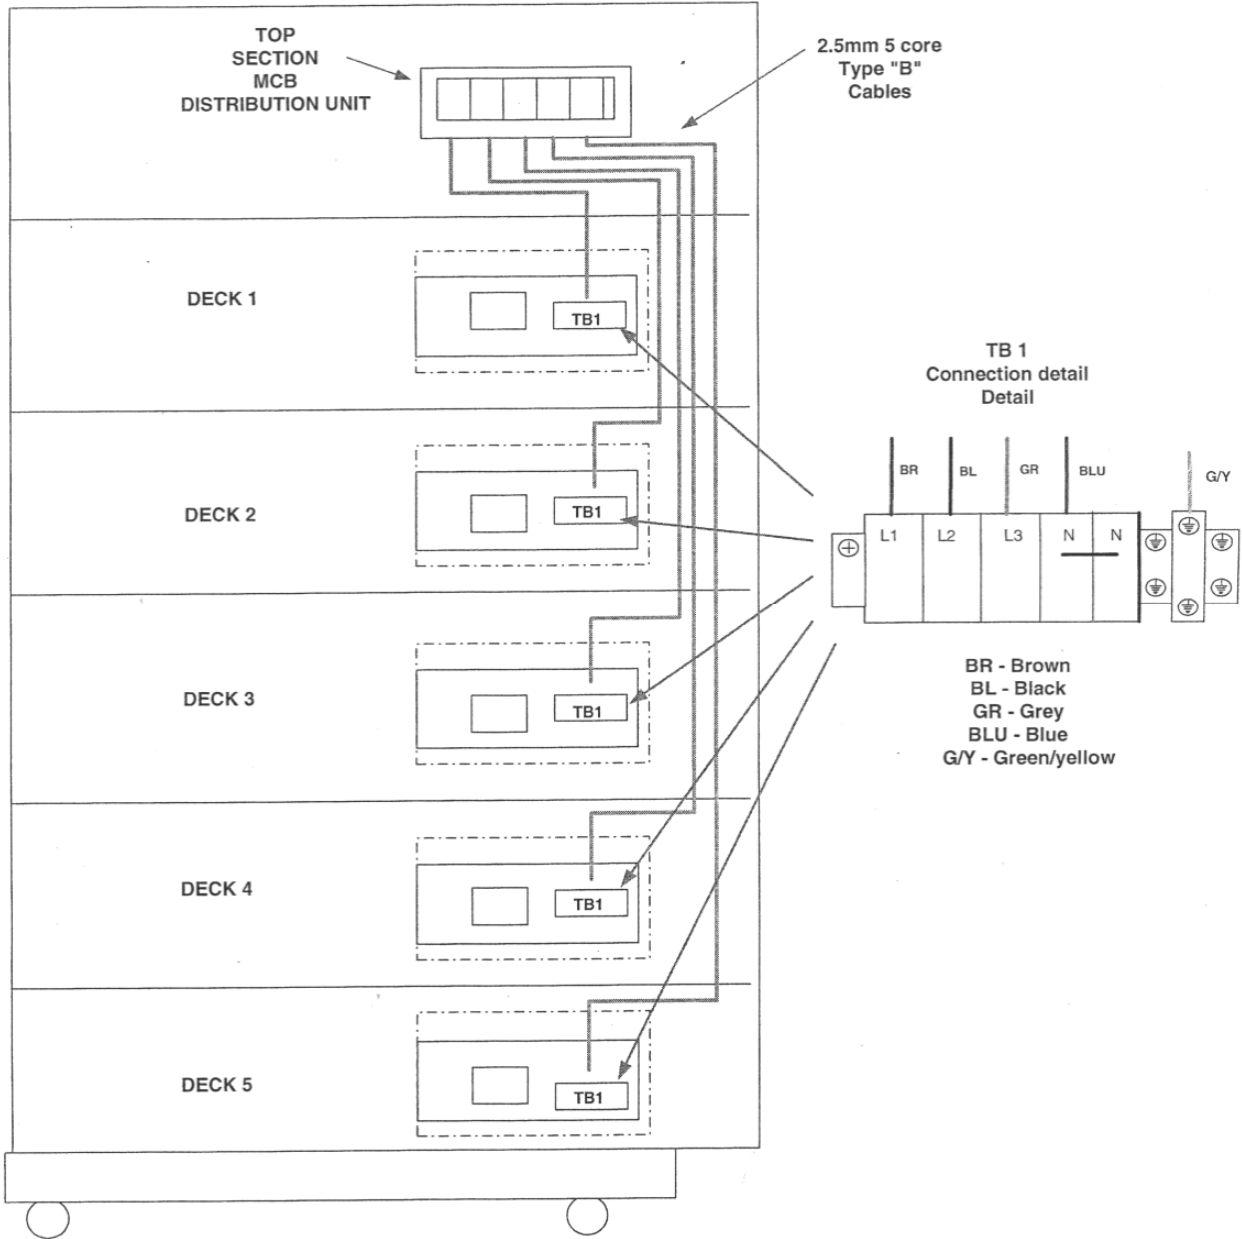 TOP
SECTION
MCB
DISTRIBUTION UNIT
2.5mm 5 core
Type "B"
Cables
DECK 1
TB1
TB 1
Connection detail
Detail
BR
BL
GR
BLU
G/Y
L1
L2
L3
N
N
DECK 2
TB1
BR - Brown
BL - Black
GR - Grey
BLU - Blue
G/Y - Green/yellow
DECK 3
TB1
DECK 4
TB1
DECK 5
TB1